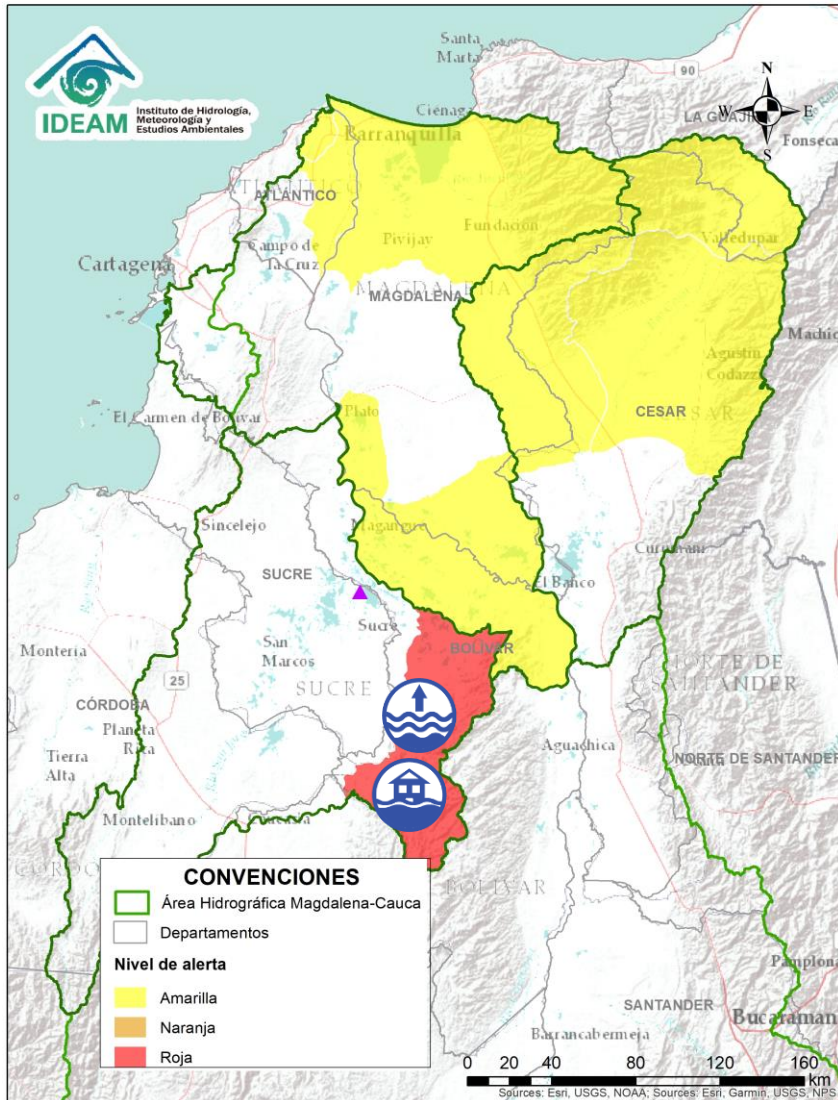 IDEAM
Instituto de Hidrología,
Meteorología y
Estudios Ambientales
Santa
Marta
90
N
W
E
S
Ciénaga
LA GUAJI
Fonseca
Barranquilla
ATLÁNTICO
Fundación
Pivijay
Valledupar
Campo de
la Cruz
Cartagena
MAGDALENA
MAGDALENA
Agustín
Codazzi
Plato
CESAR
El Carmen de Bolívar
Magangué
Sincelejo
SUCRE
Curumaní
El Banco
Sucre
San
Marcos
BOLÍVAR
Montería
25
SUCRE
NORTE DE
SANTANDER
CÓRDOBA
Planeta
Rica
Tierra
Alta
Aguachica
NORTE DE SANTANDER
Montelíbano
CONVENCIONES
Área Hidrográfica Magdalena-Cauca
Departamentos
Nivel de alerta
Amarilla
Naranja
Roja
BOLÍVAR
Pamplona
SANTANDER
Bucaraman
Barrancabermeja
0 20 40 80 120 160
km
Sources: Esri, USGS, NOAA; Sources: Esri, Garmin, USGS, NPS